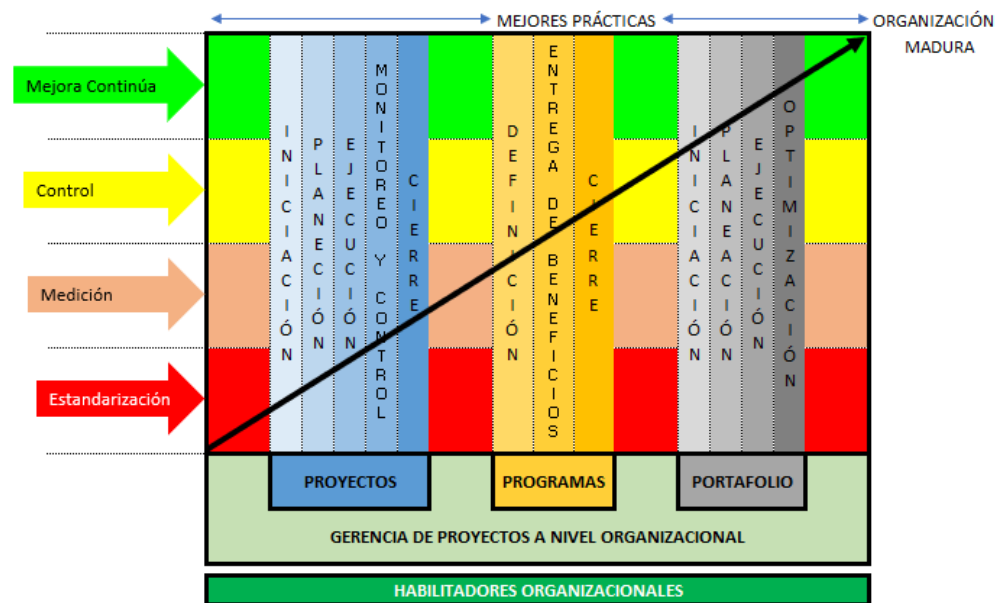 MEJORES PRÁCTICAS
ORGANIZACIÓN
MADURA
Mejora Continúa
Control
Medición
Estandarización
INICIACIÓN
PLANECIÓN
EJECUCIÓN
MONITOREO Y CONTROL
CIERRE
DEFINICIÓN
ENTREGA DE BENEFICIOS
CIERRE
INICIACIÓN
PLANEACIÓN
EJECUCIÓN
OPTIMIZACIÓN
PROYECTOS
PROGRAMAS
PORTAFOLIO
GERENCIA DE PROYECTOS A NIVEL ORGANIZACIONAL
HABILITADORES ORGANIZACIONALES